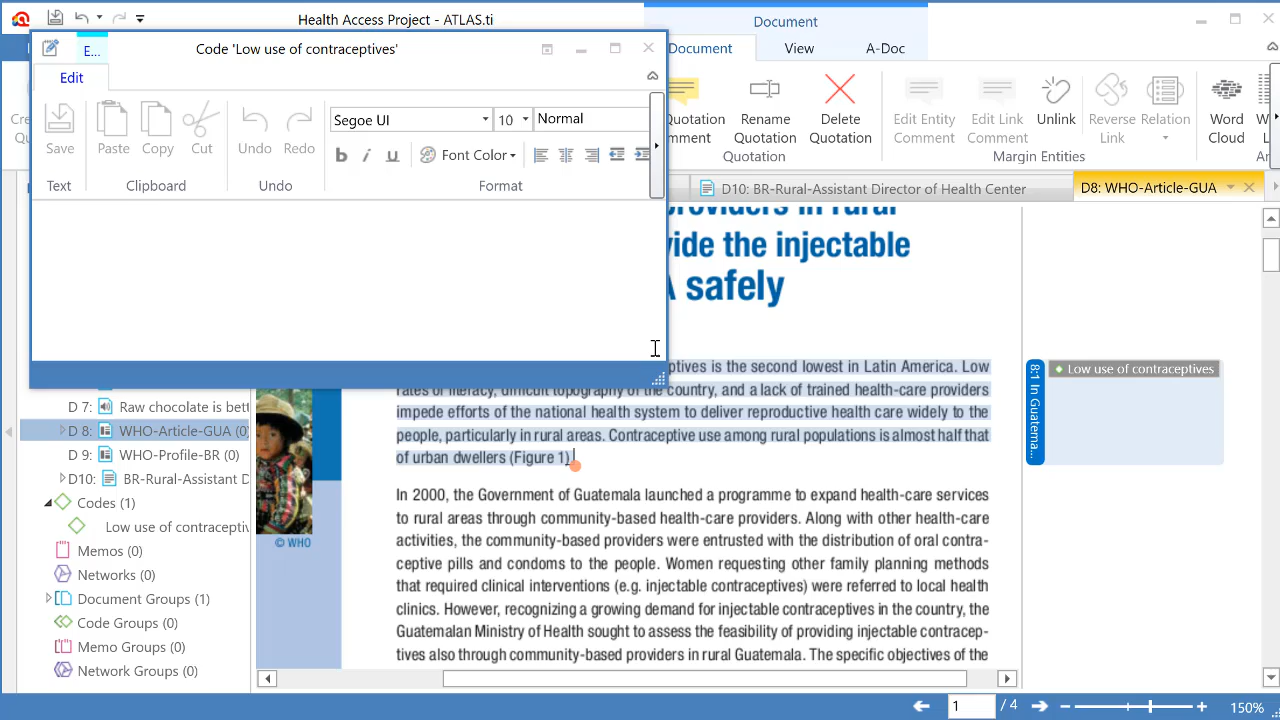 Health Access Project - ATLAS.ti
Document
Code 'Low use of contraceptives'
E...
Document
View
A-Doc
Edit
Save
Paste
Copy
Cut
Undo
Redo
Segoe UI
10
Normal
Font Color
Text
Clipboard
Undo
Format
Quotation
Rename
Quotation
Delete
Quotation
Quotation
Edit Entity
Comment
Edit Link
Comment
Unlink
Reverse
Link
Relation
Margin Entities
Word
Cloud
D10: BR-Rural-Assistant Director of Health Center
D8: WHO-Article-GUA
providers in rural
vide the injectable
A safely
ptives is the second lowest in Latin America. Low
rates of literacy, difficult topography of the country, and a lack of trained health-care providers
impede efforts of the national health system to deliver reproductive health care widely to the
people, particularly in rural areas. Contraceptive use among rural populations is almost half that
of urban dwellers (Figure 1).
In 2000, the Government of Guatemala launched a programme to expand health-care services
to rural areas through community-based health-care providers. Along with other health-care
activities, the community-based providers were entrusted with the distribution of oral contra-
ceptive pills and condoms to the people. Women requesting other family planning methods
that required clinical interventions (e.g. injectable contraceptives) were referred to local health
clinics. However, recognizing a growing demand for injectable contraceptives in the country, the
Guatemalan Ministry of Health sought to assess the feasibility of providing injectable contracep-
tives also through community-based providers in rural Guatemala. The specific objectives of the
© WHO
8:1 In Guatema...
Low use of contraceptives
D 7: Raw chocolate is bett
D 8: WHO-Article-GUA (0)
D 9: WHO-Profile-BR (0)
D10: BR-Rural-Assistant D
Codes (1)
Low use of contraceptiv
Memos (0)
Networks (0)
Document Groups (1)
Code Groups (0)
Memo Groups (0)
Network Groups (0)
1 / 4
150%